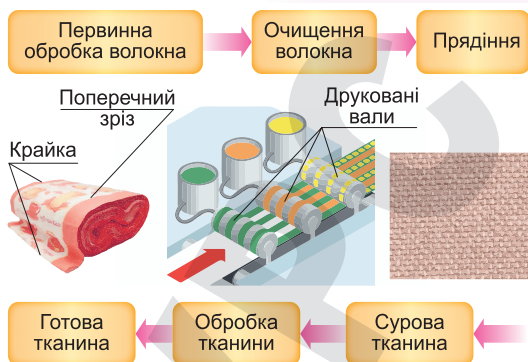 Первинна
обробка волокна
Очищення
волокна
Прядіння
Поперечний
зріз
Крайка
Друковані
вали
Готова
тканина
Обробка
тканини
Сурова
тканина